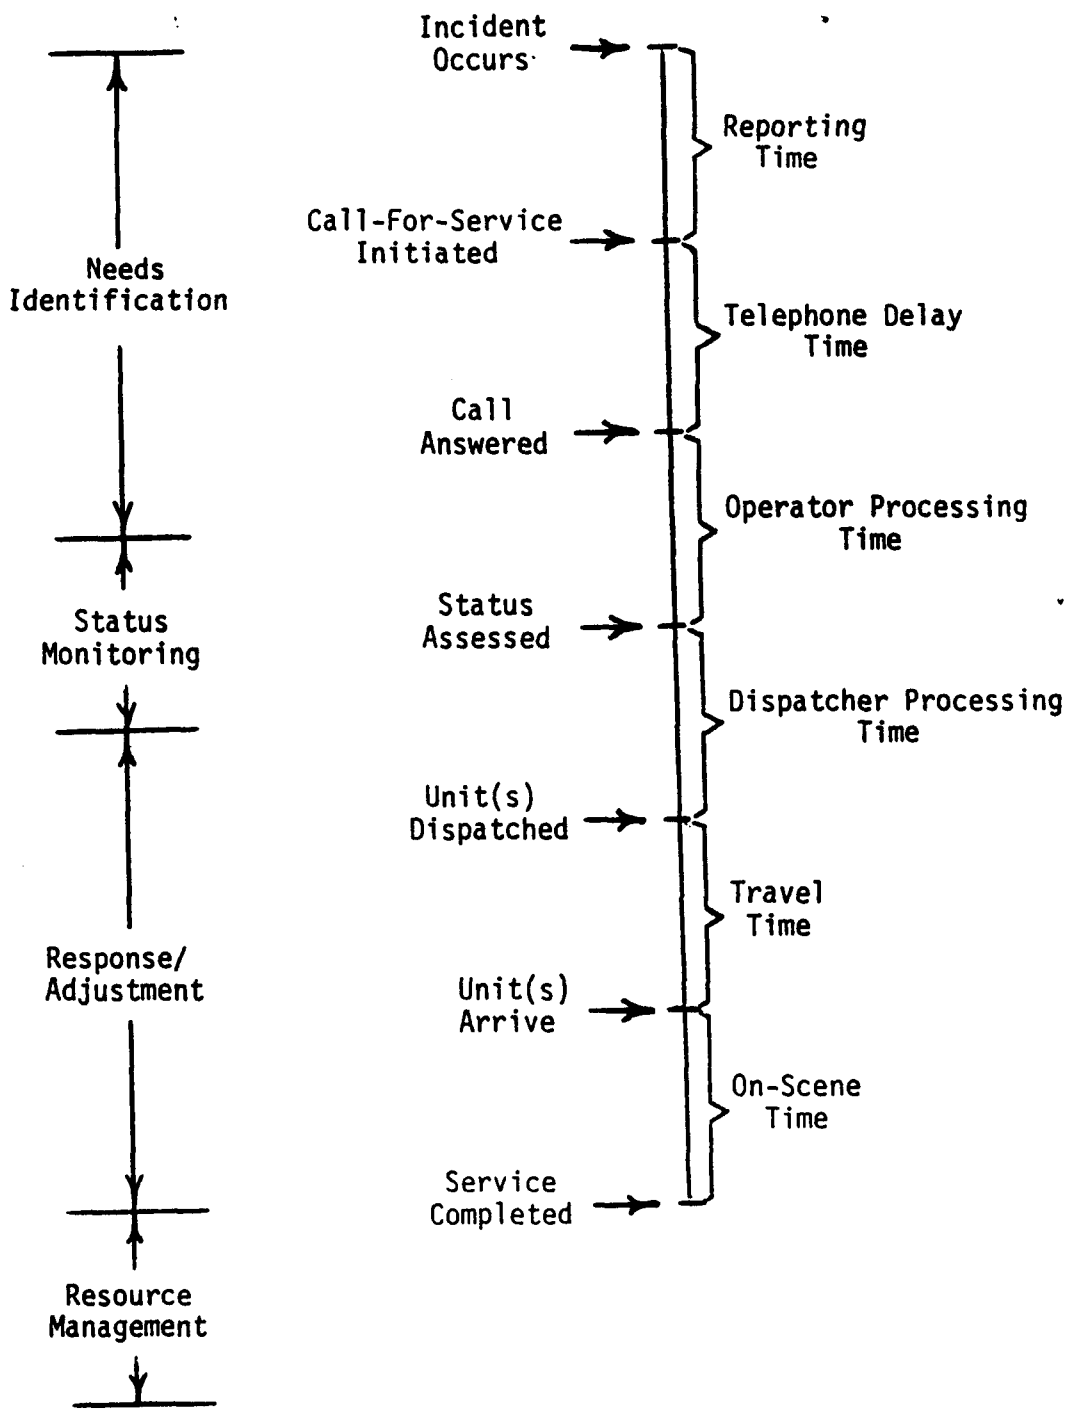 Incident
Occurs
Reporting
Time
Call-For-Service
Initiated
Needs
Identification
Telephone Delay
Time
Call
Answered
Operator Processing
Time
Status
Assessed
Status
Monitoring
Dispatcher Processing
Time
Unit(s)
Dispatched
Travel
Time
Response/
Adjustment
Unit(s)
Arrive
On-Scene
Time
Service
Completed
Resource
Management